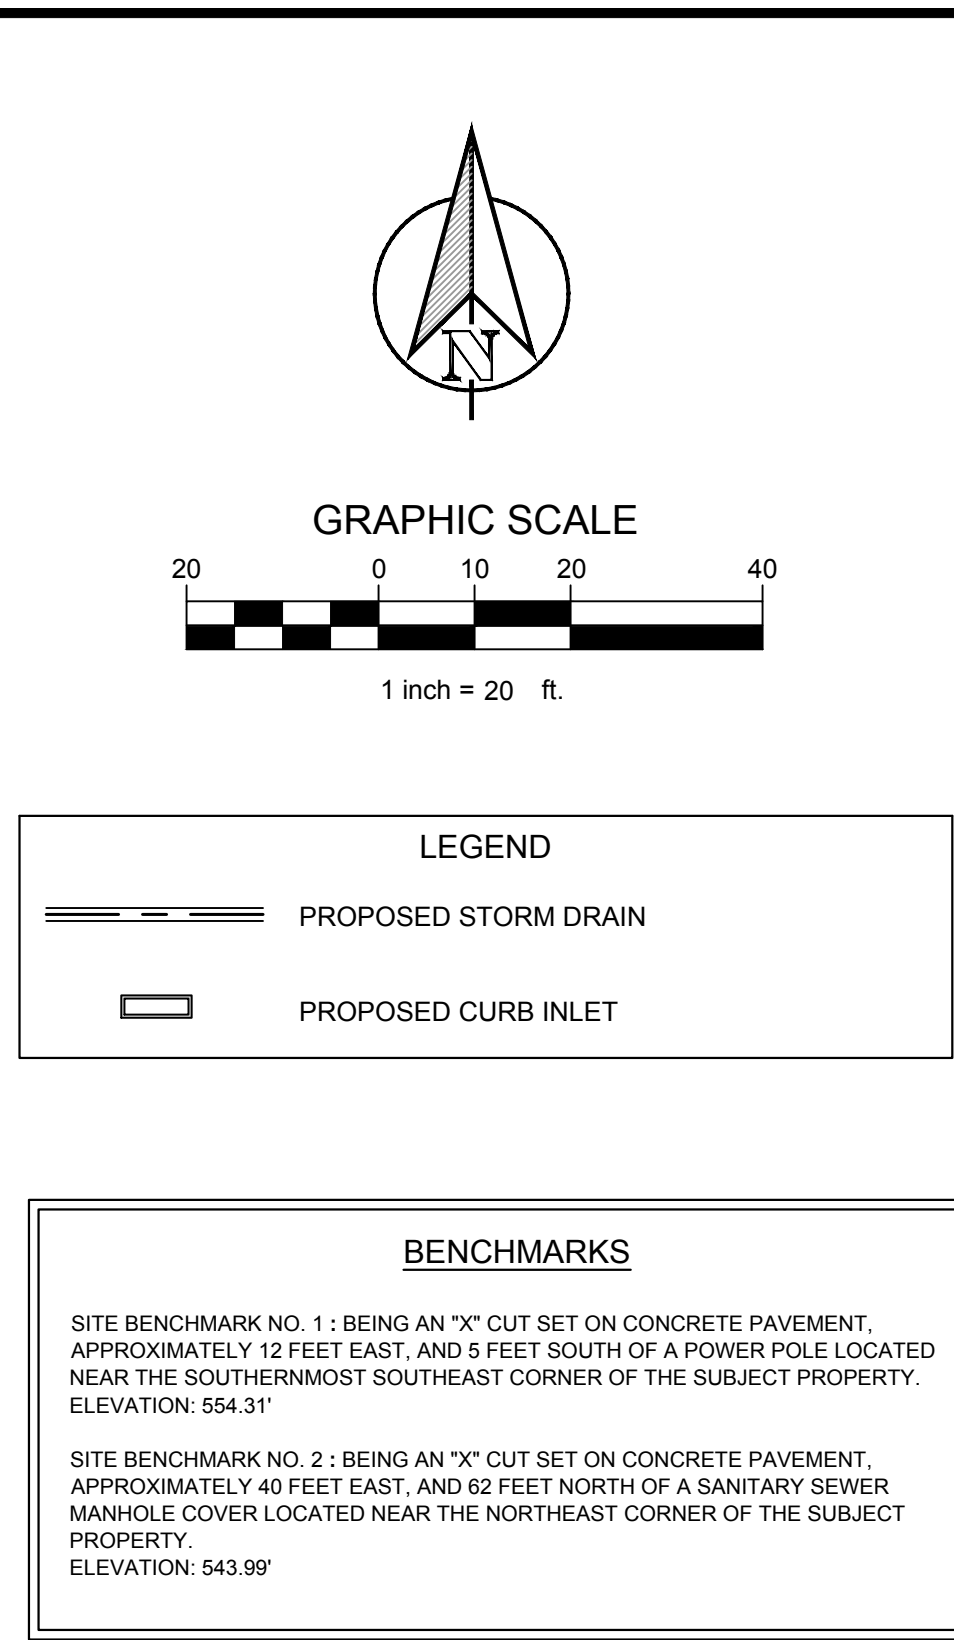 N
GRAPHIC SCALE
20 0 10 20 40
1 inch = 20 ft.
LEGEND
PROPOSED STORM DRAIN
PROPOSED CURB INLET
BENCHMARKS
SITE BENCHMARK NO. 1 : BEING AN "X" CUT SET ON CONCRETE PAVEMENT,
APPROXIMATELY 12 FEET EAST, AND 5 FEET SOUTH OF A POWER POLE LOCATED
NEAR THE SOUTHERNMOST SOUTHEAST CORNER OF THE SUBJECT PROPERTY.
ELEVATION: 554.31'
SITE BENCHMARK NO. 2 : BEING AN "X" CUT SET ON CONCRETE PAVEMENT,
APPROXIMATELY 40 FEET EAST, AND 62 FEET NORTH OF A SANITARY SEWER
MANHOLE COVER LOCATED NEAR THE NORTHEAST CORNER OF THE SUBJECT
PROPERTY.
ELEVATION: 543.99'